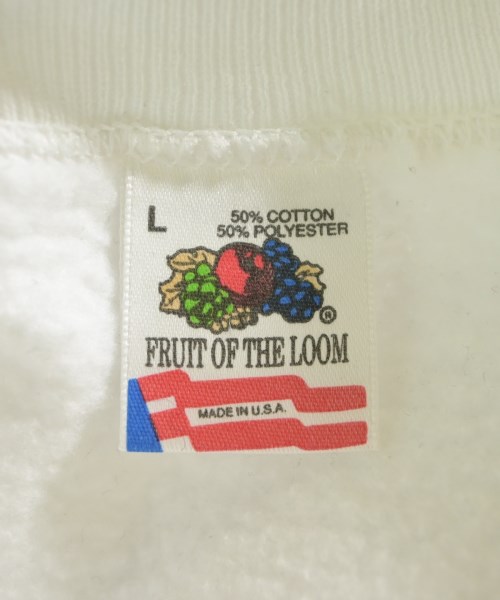 L
50% COTTON
50% POLYESTER
®
FRUIT OF THE LOOM
MADE IN U.S.A.